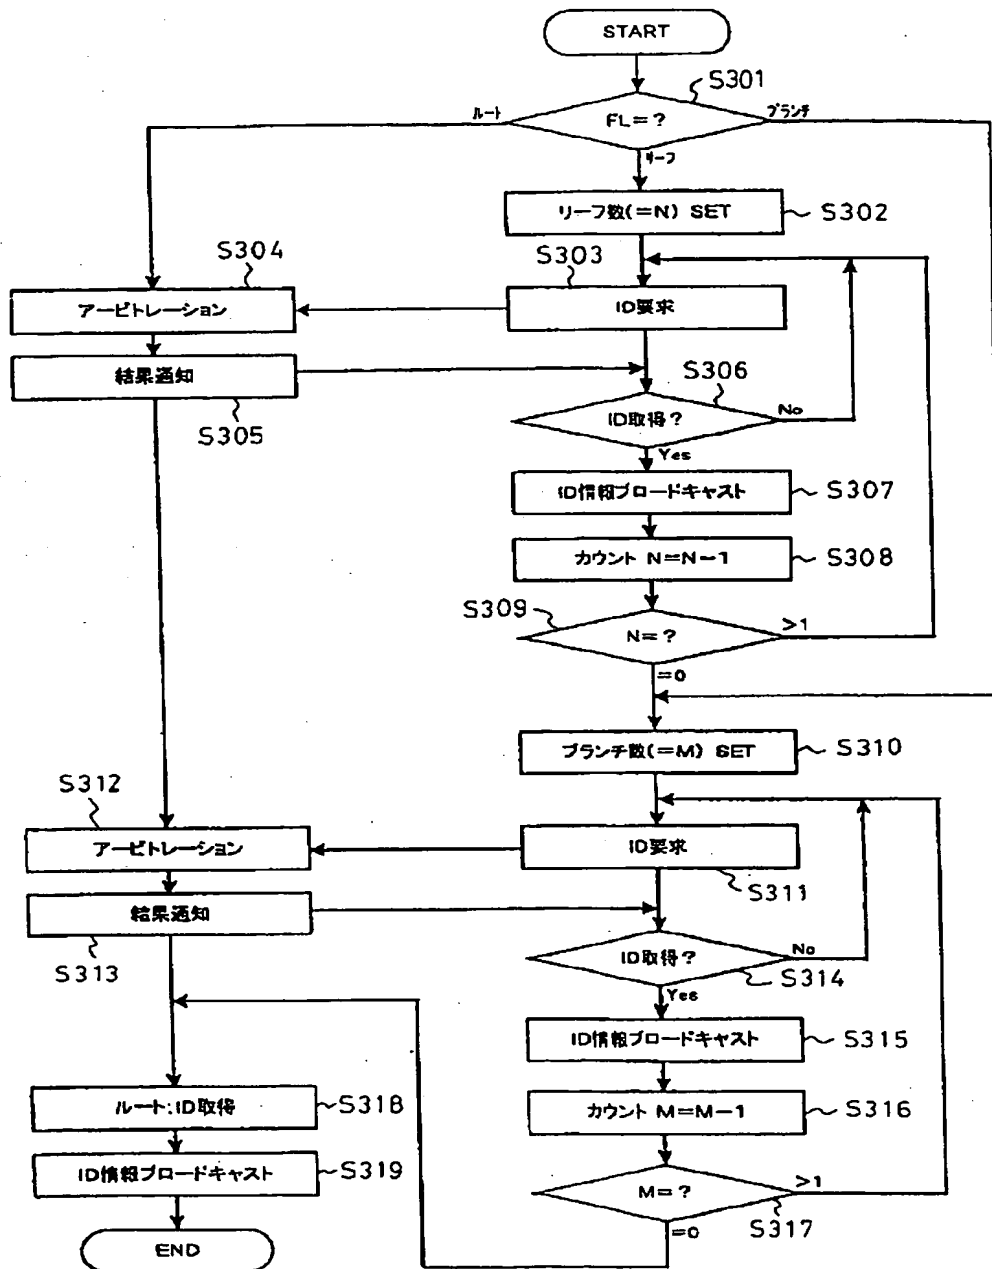 START
S301
ルート
FL=?
ブランチ
リーフ
リーフ数(=N) SET
S302
S304
S303
アービトレーション
ID要求
結果通知
S305
S306
ID取得?
No
Yes
ID情報ブロードキャスト
S307
カウント N=N-1
S308
S309
N=?
>1
=0
ブランチ数(=M) SET
S310
S312
アービトレーション
ID要求
S311
結果通知
S313
ID取得?
No
S314
Yes
ID情報ブロードキャスト
S315
ルート:ID取得
S318
カウント M=M-1
S316
ID情報ブロードキャスト
S319
M=?
>1
S317
=0
END